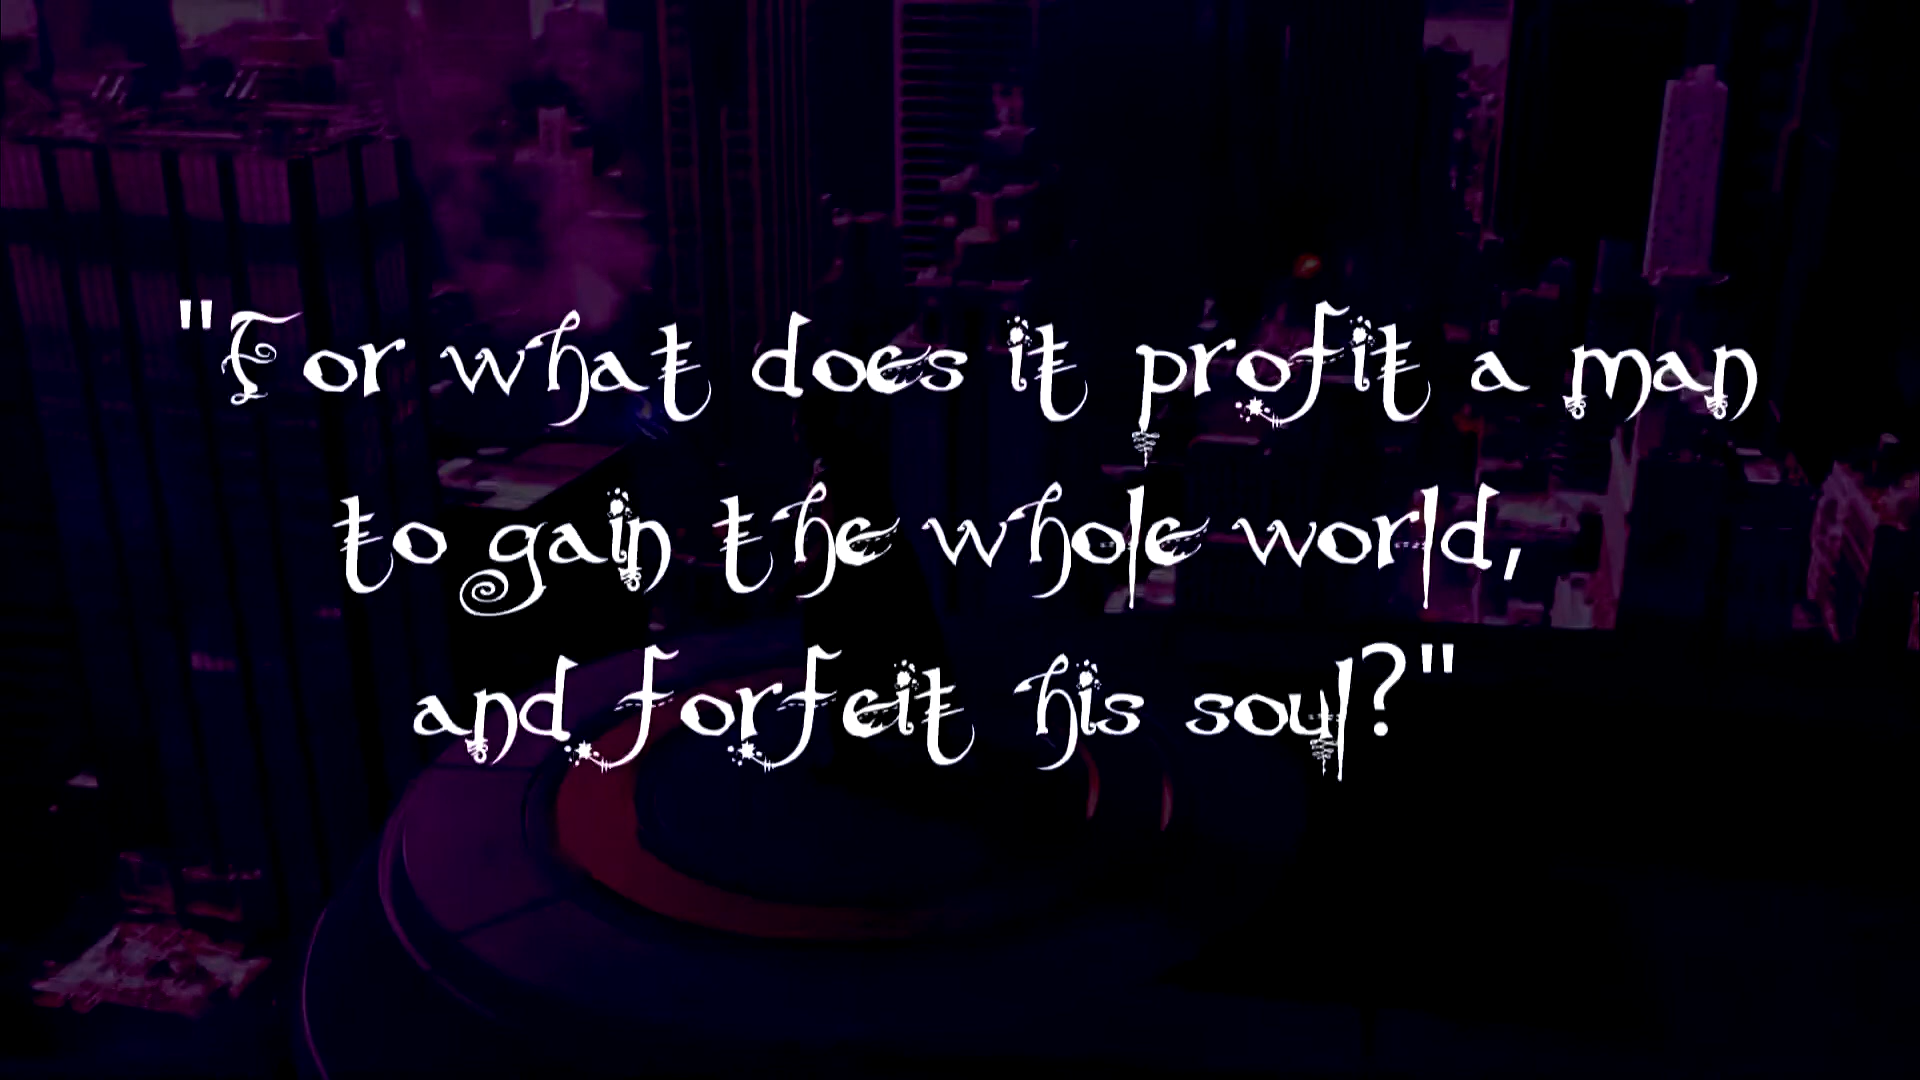 "For what does it profit a man
to gain the whole world,
and forfeit his soul?"